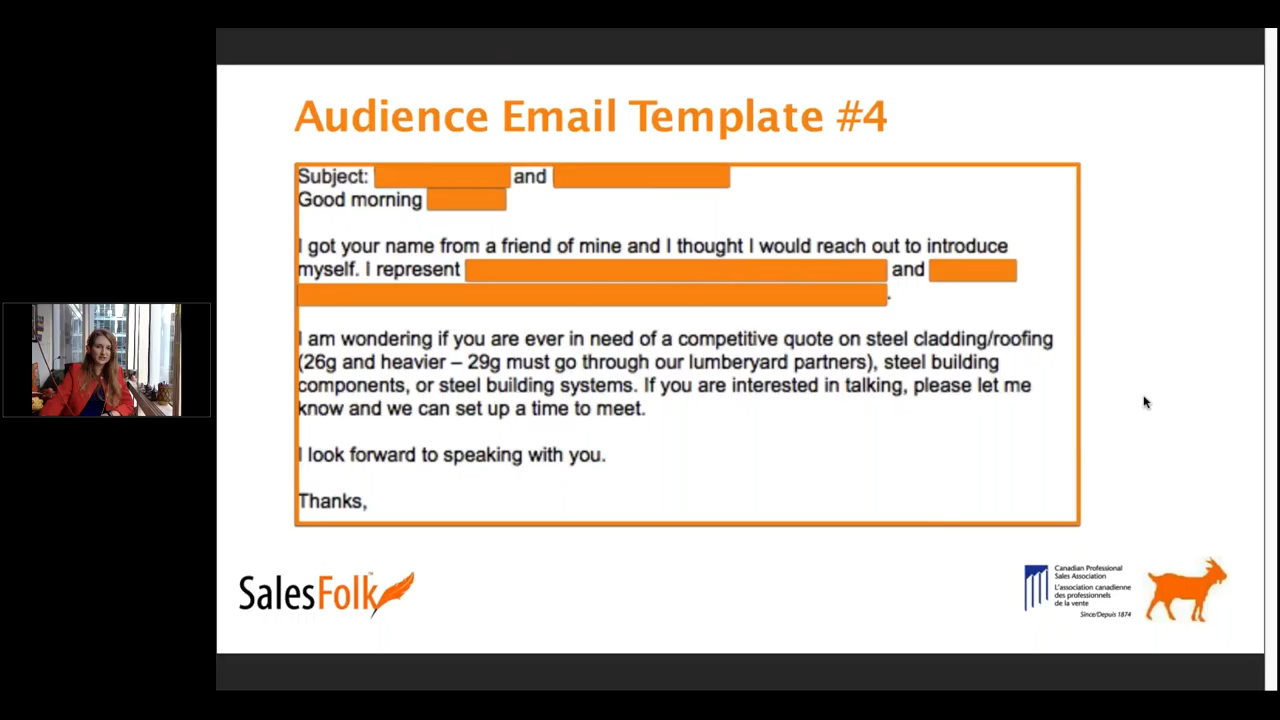 Audience Email Template #4
Subject: and
Good morning
I got your name from a friend of mine and I thought I would reach out to introduce
myself. I represent and
.
I am wondering if you are ever in need of a competitive quote on steel cladding/roofing
(26g and heavier – 29g must go through our lumberyard partners), steel building
components, or steel building systems. If you are interested in talking, please let me
know and we can set up a time to meet.
I look forward to speaking with you.
Thanks,
SalesFolk
Canadian Professional
Sales Association
L'association canadienne
des professionnels
de la vente
Since/Depuis 1874